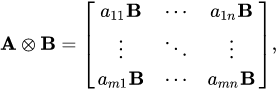 𝐀 ⊗ 𝐁 = [ a₁₁𝐁 ⋯ a₁ₙ𝐁
⋮ ⋱ ⋮
aₘ₁𝐁 ⋯ aₘₙ𝐁 ],